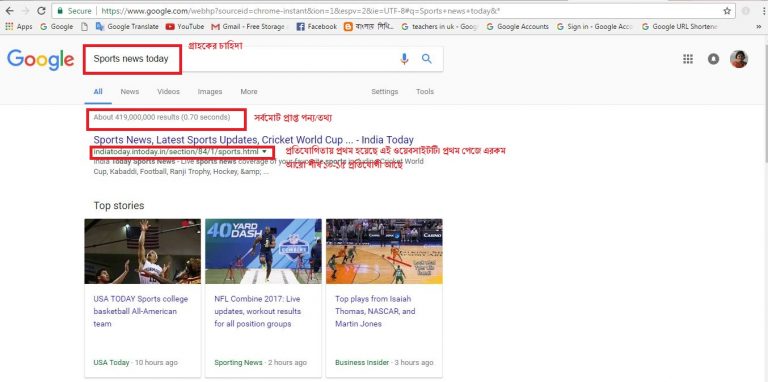 Secure https://www.google.com/webhp?sourceid=chrome-instant&ion=1&espv=2&ie=UTF-8#q=Sports+news+today&*
Apps G Google Google Translate YouTube Gmail - Free Storage a Facebook বাংলায় সিথিং teachers in uk - Google Google Accounts Sign in - Google Acco Google URL Shortene
গ্রাহকের চাহিদা
Google Sports news today
All News Videos Images More Settings Tools
About 419,000,000 results (0.70 seconds) সর্বমোট প্রাপ্ত পন্য/তথ্য
Sports News, Latest Sports Updates, Cricket World Cup ... - India Today
indiatoday.intoday.in/section/84/1/sports.html প্রতিযোগিতায় প্রথম হয়েছে এই ওয়েবসাইটটি! প্রথম পেজে এরকম
India Today Sports News - Live sports news coverage of your favourite sports including Cricket World
আরো শীর্ষ ১০-১৫ প্রতিযোগী আছে
Cup, Kabaddi, Football, Ranji Trophy, Hockey, &amp; ...
Top stories
40 YARD
DASH
USA TODAY Sports college
basketball All-American
team
USA Today - 10 hours ago
NFL Combine 2017: Live
updates, workout results
for all position groups
Sporting News - 2 hours ago
Top plays from Isaiah
Thomas, NASCAR, and
Martin Jones
Business Insider - 3 hours ago